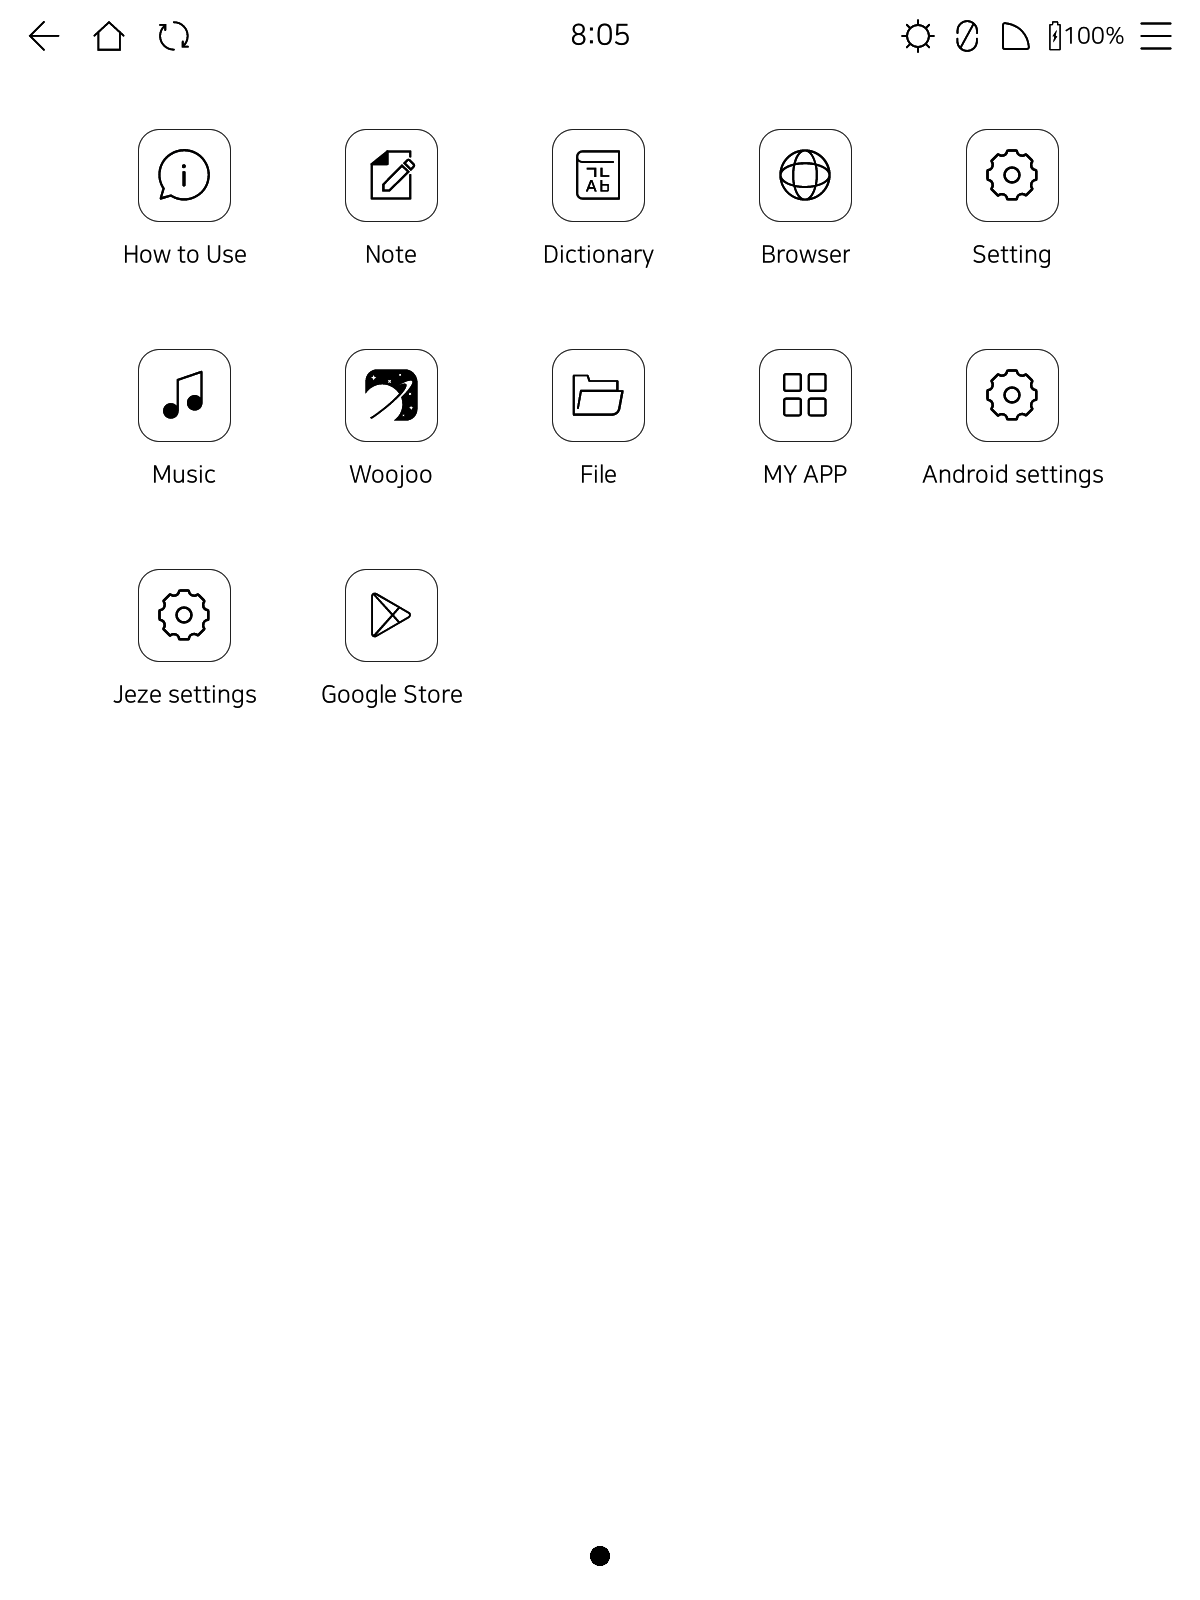 8:05
100%
How to Use
Note
Dictionary
Browser
Setting
Music
Woojoo
File
MY APP
Android settings
Jeze settings
Google Store